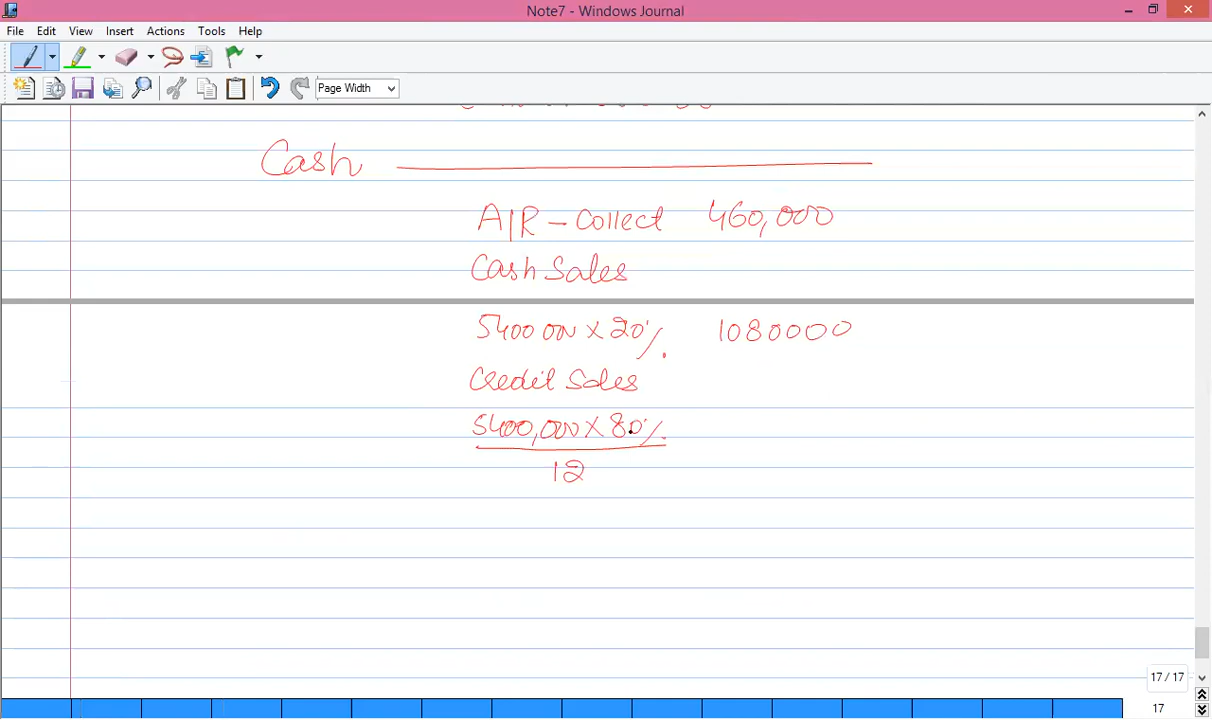 Note7 - Windows Journal
File Edit View Insert Actions Tools Help
Page Width
Cash
A/R - Collect 460,000
Cash Sales
5400 000 X 20% 1080000
Credit Sales
5400,000 X 80%
12
17 / 17
17